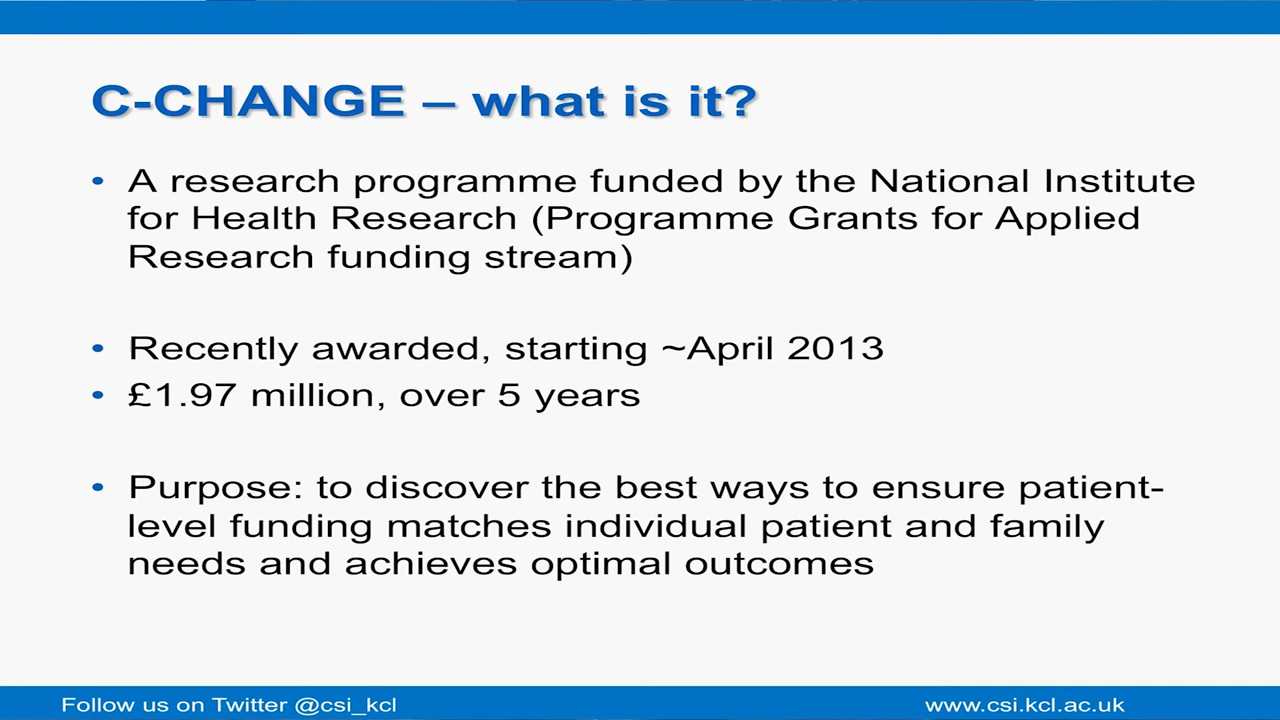 C-CHANGE – what is it?
• A research programme funded by the National Institute
for Health Research (Programme Grants for Applied
Research funding stream)
• Recently awarded, starting ~April 2013
• £1.97 million, over 5 years
• Purpose: to discover the best ways to ensure patient-
level funding matches individual patient and family
needs and achieves optimal outcomes
Follow us on Twitter @csi_kcl
www.csi.kcl.ac.uk